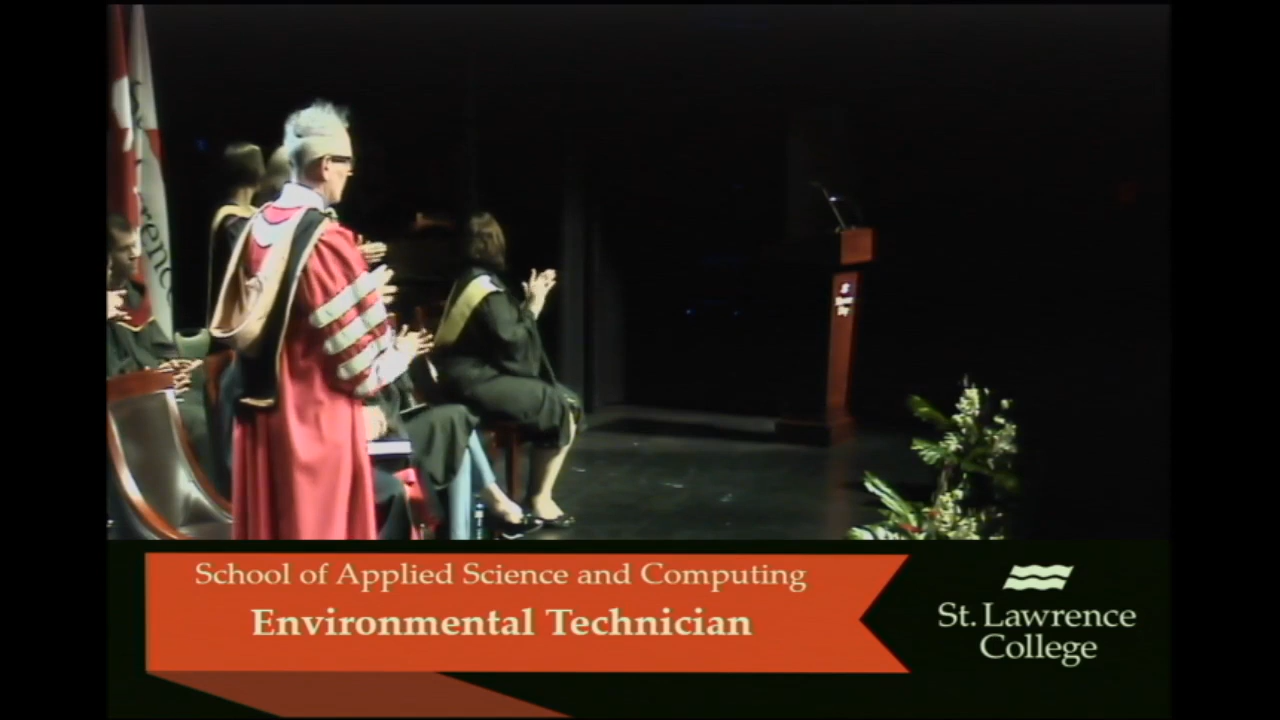 School of Applied Science and Computing
Environmental Technician
St. Lawrence
College